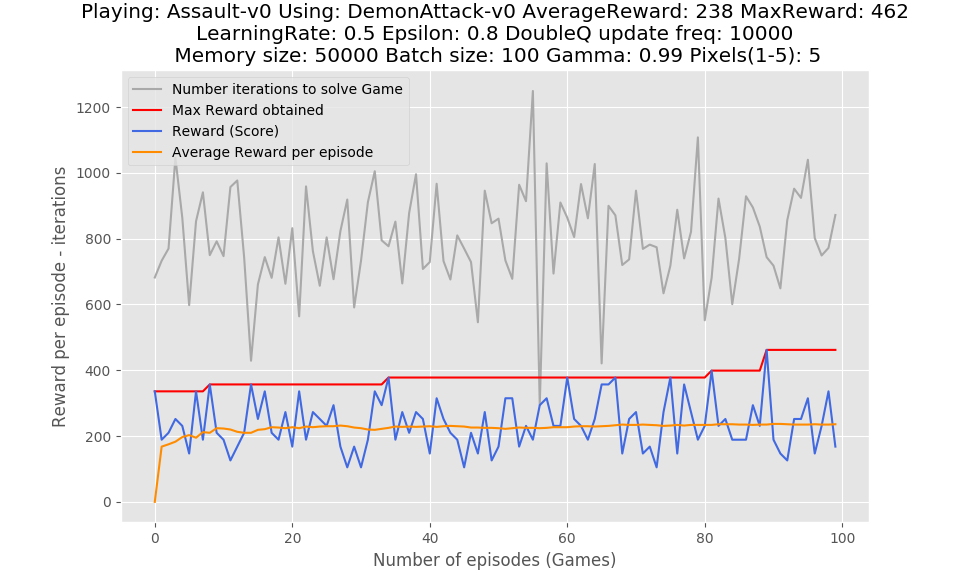 Playing: Assault-v0 Using: DemonAttack-v0 AverageReward: 238 MaxReward: 462
LearningRate: 0.5 Epsilon: 0.8 DoubleQ update freq: 10000
Memory size: 50000 Batch size: 100 Gamma: 0.99 Pixels(1-5): 5
Number iterations to solve Game
Max Reward obtained
Reward (Score)
Average Reward per episode
Reward per episode - iterations
1200
1000
800
600
400
200
0
0 20 40 60 80 100
Number of episodes (Games)